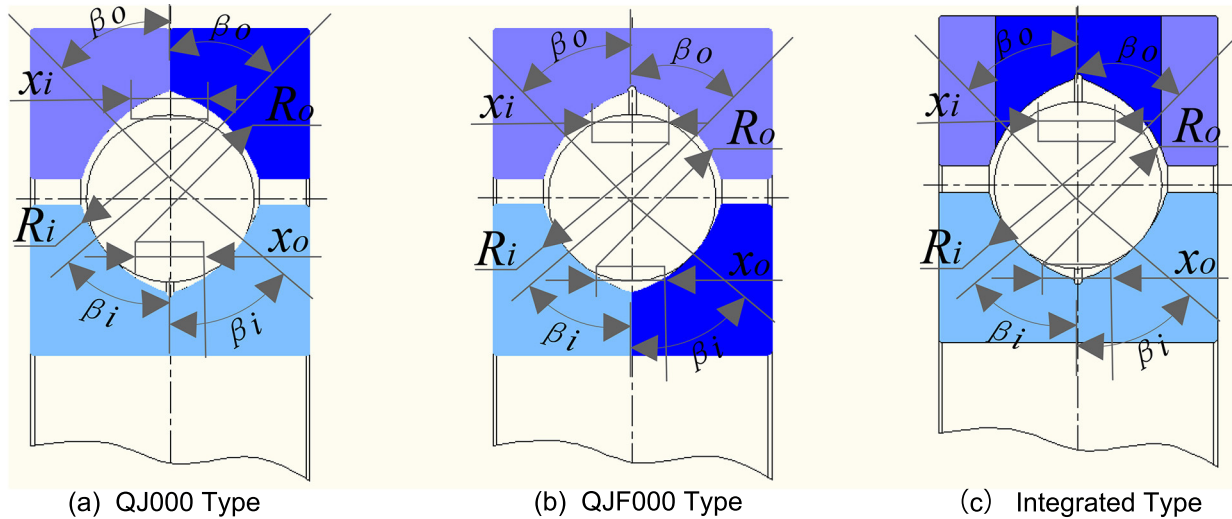 βo βo
xi
Ro
Ri
xo
βi βi
(a) QJ000 Type
βo βo
xi
Ro
Ri
xo
βi βi
(b) QJF000 Type
βo βo
xi
Ro
Ri
xo
βi βi
(c) Integrated Type